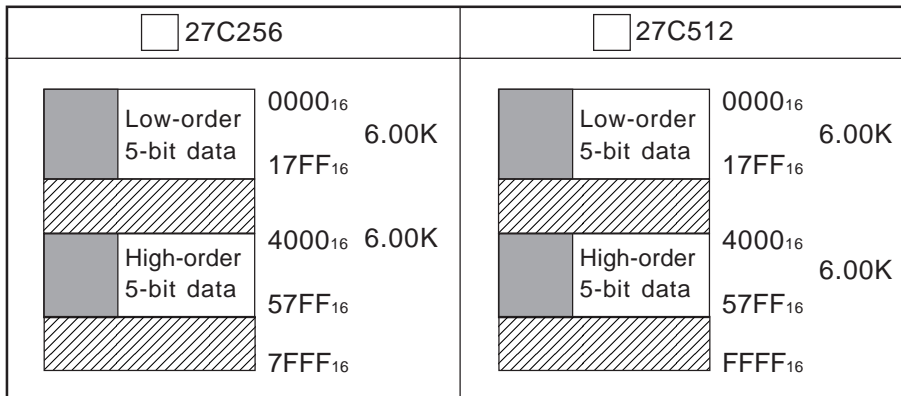 27C256
Low-order
5-bit data
0000₁₆
6.00K
17FF₁₆
High-order
5-bit data
4000₁₆ 6.00K
57FF₁₆
7FFF₁₆
27C512
Low-order
5-bit data
0000₁₆
6.00K
17FF₁₆
High-order
5-bit data
4000₁₆
6.00K
57FF₁₆
FFFF₁₆